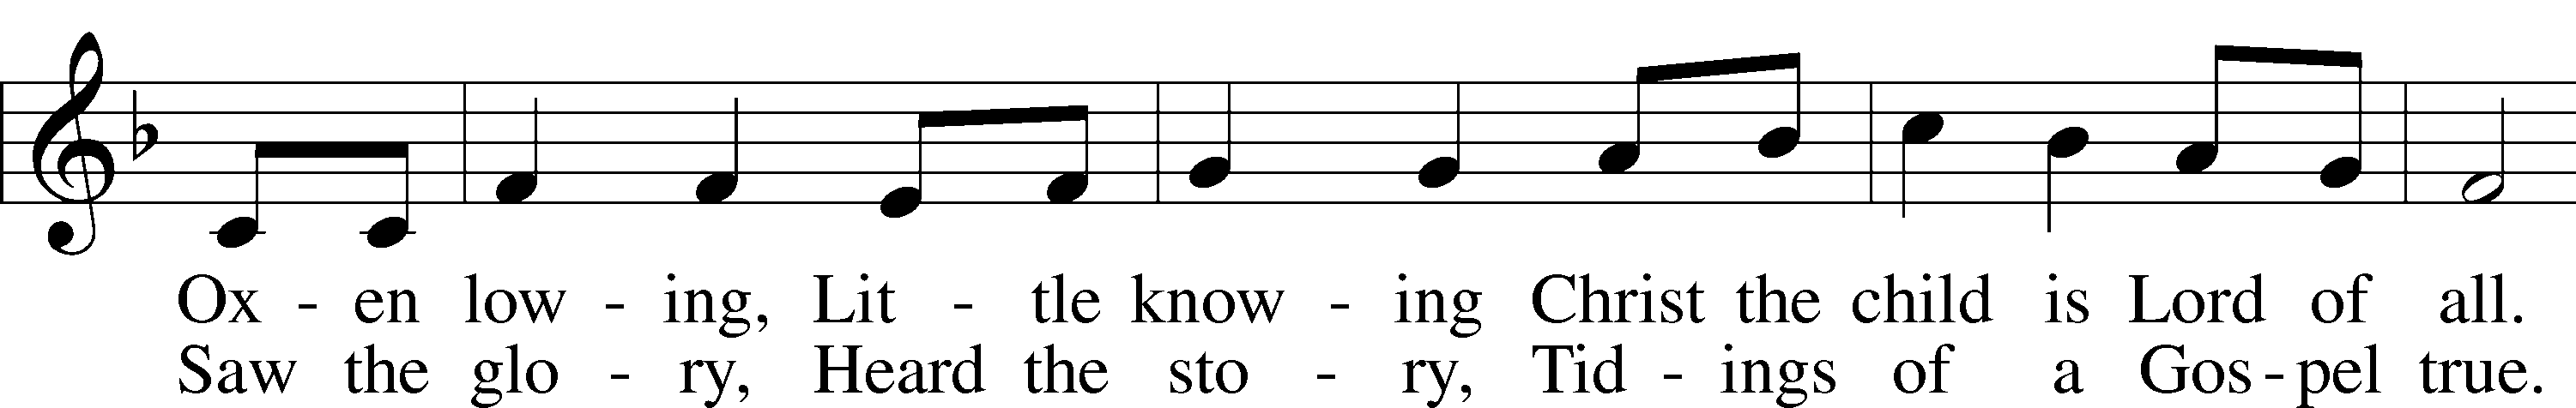 Ox - en low - ing, Lit - tle know - ing Christ the child is Lord of all.
Saw the glo - ry, Heard the sto - ry, Tid - ings of a Gos - pel true.